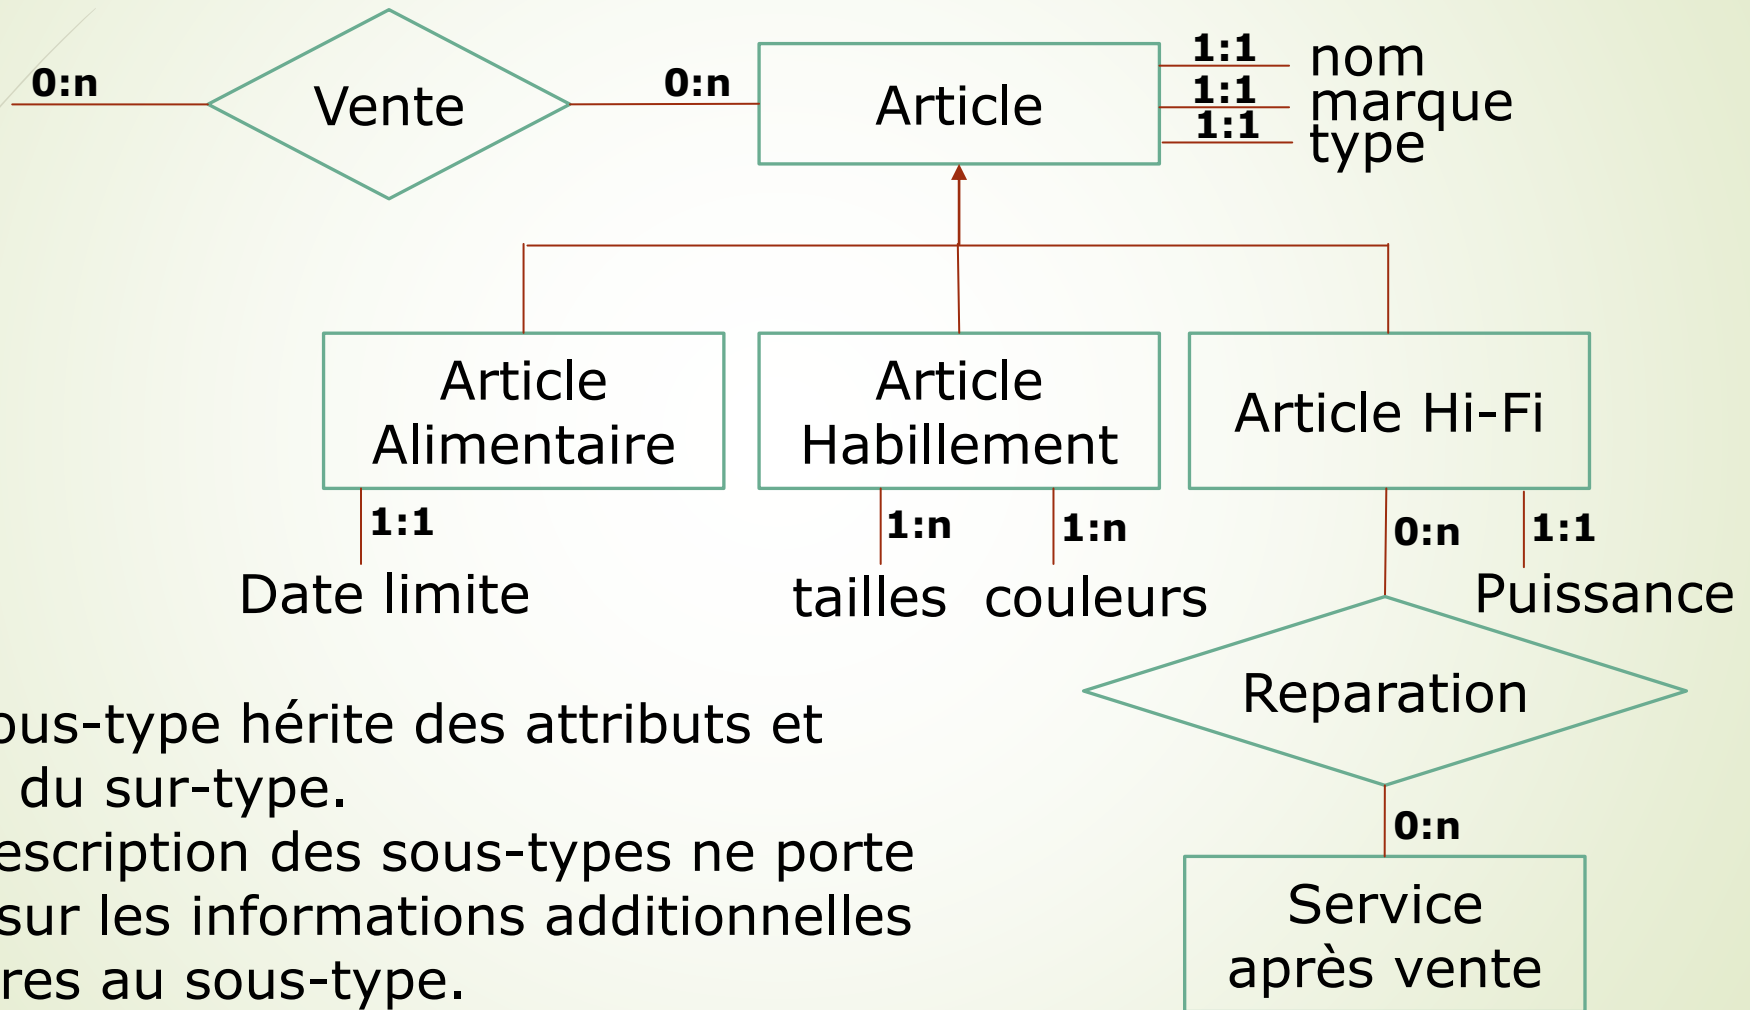 0:n
Vente
0:n
Article
1:1 nom
1:1 marque
1:1 type
Article
Alimentaire
Article
Habillement
Article Hi-Fi
1:1
1:n
1:n
0:n
1:1
Date limite
tailles
couleurs
Puissance
Reparation
0:n
Service
après vente
ous-type hérite des attributs et
du sur-type.
escription des sous-types ne porte
sur les informations additionnelles
res au sous-type.